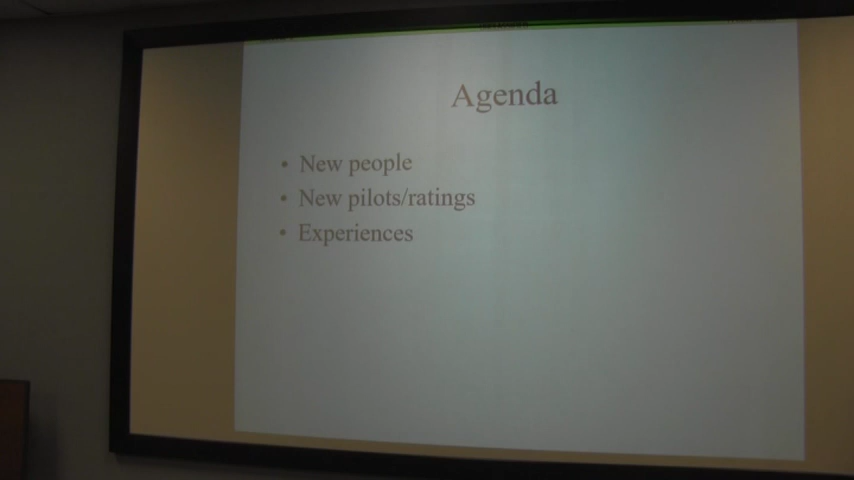 Agenda
• New people
• New pilots/ratings
• Experiences